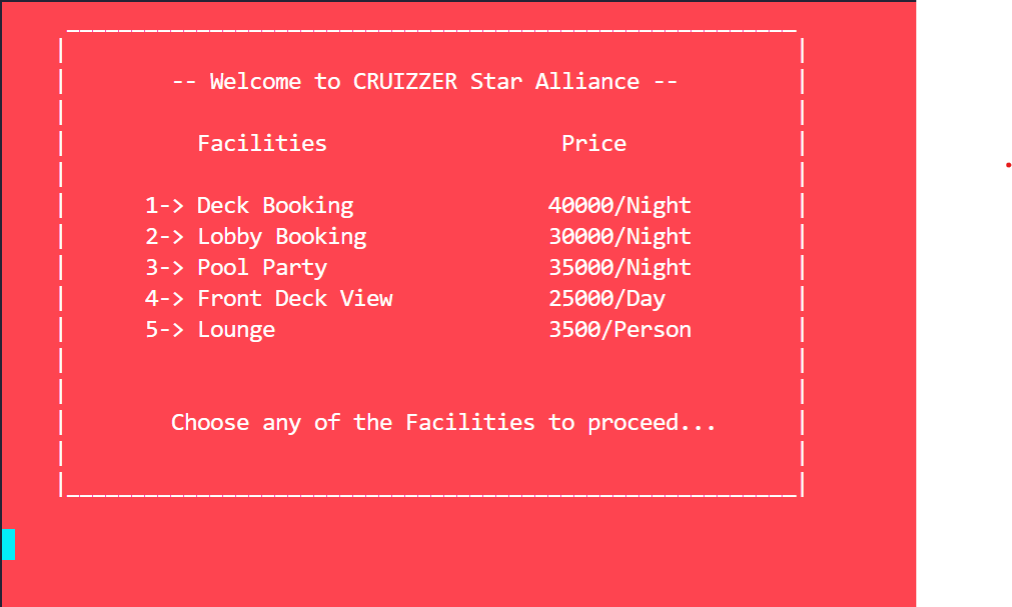 -- Welcome to CRUIZZER Star Alliance --
Facilities Price
1-> Deck Booking 40000/Night
2-> Lobby Booking 30000/Night
3-> Pool Party 35000/Night
4-> Front Deck View 25000/Day
5-> Lounge 3500/Person
Choose any of the Facilities to proceed...